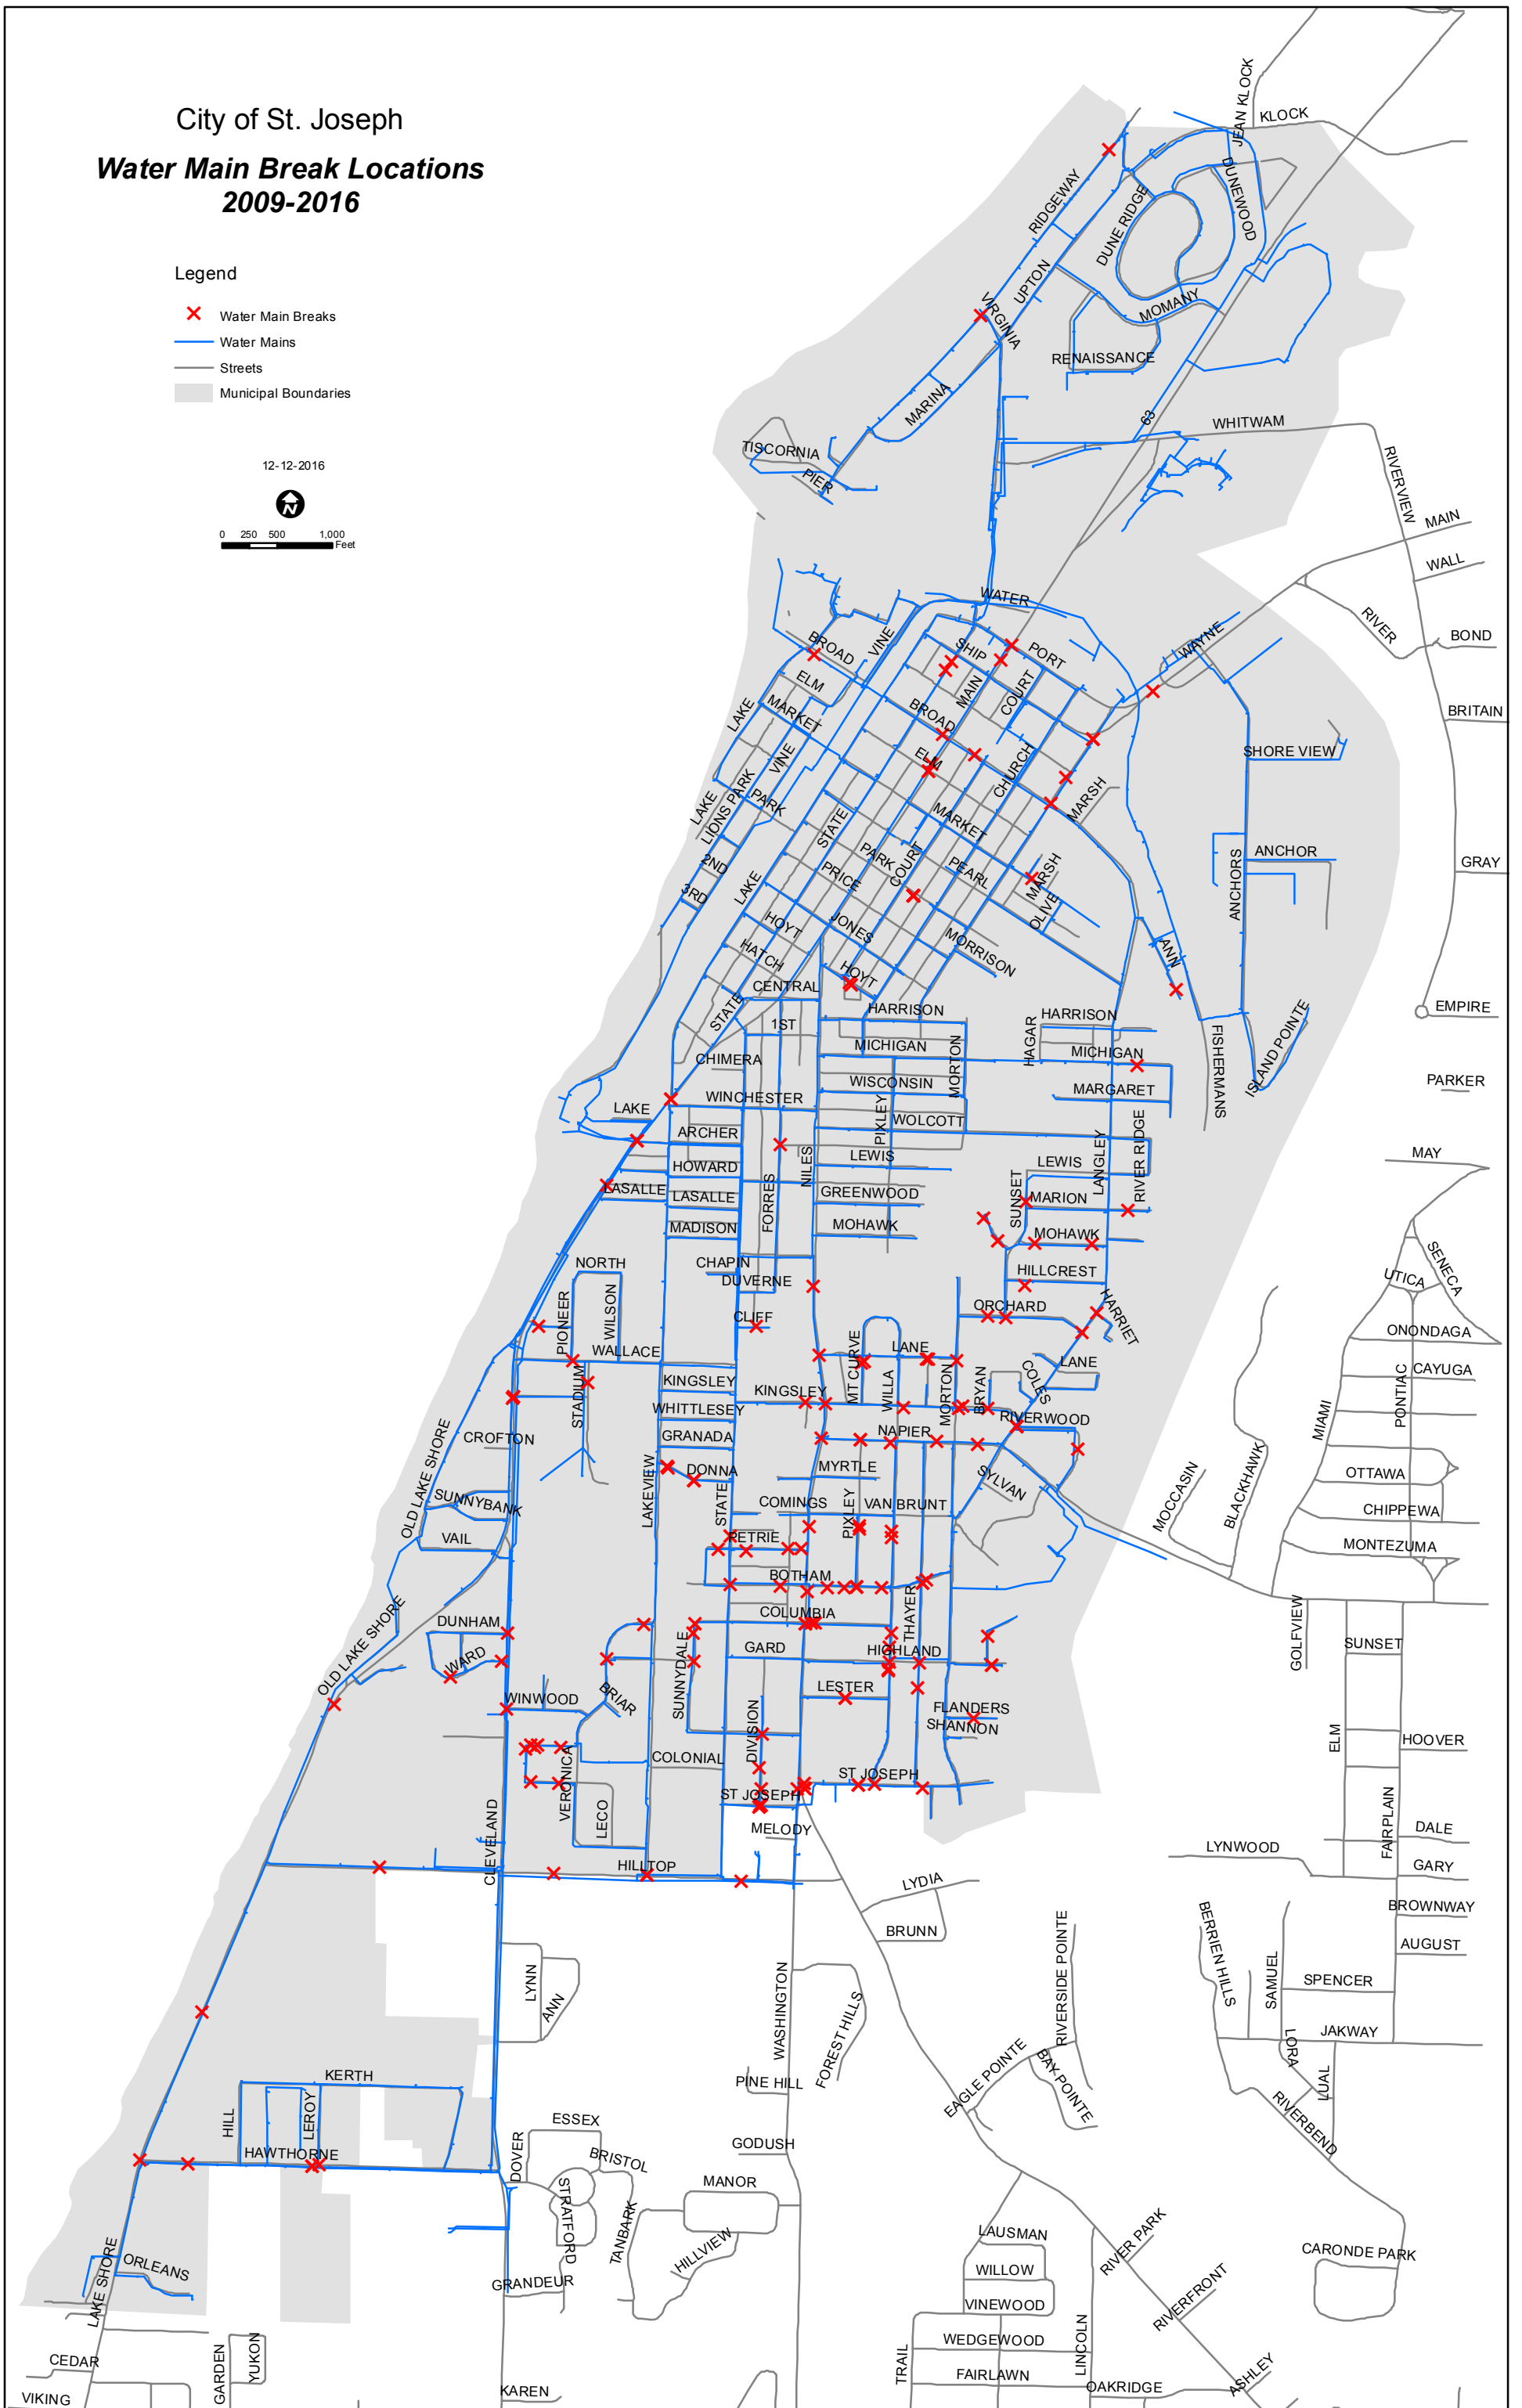 City of St. Joseph
Water Main Break Locations
2009-2016
Legend
Water Main Breaks
Water Mains
Streets
Municipal Boundaries
12-12-2016
N
0 250 500 1,000
Feet
JEAN KLOCK
KLOCK
RIDGEWAY
DUNE RIDGE
DUNEWOOD
UPTON
VIRGINIA
MOMANY
RENAISSANCE
MARINA
63
WHITWAM
TISCORNIA
PIER
RIVERVIEW
MAIN
WALL
RIVER
BOND
WATER
WAYNE
BROAD
VINE
SHIP
PORT
ELM
MAIN
COURT
LAKE
MARKET
BROAD
BRITAIN
VINE
ELM
CHURCH
SHORE VIEW
LAKE
LIONS PARK
PARK
STATE
MARKET
MARSH
2ND
PARK
COURT
PEARL
ANCHOR
GRAY
3RD
LAKE
PRICE
MARSH
OLIVE
ANCHORS
HOYT
JONES
MORRISON
HATCH
HOYT
ANN
CENTRAL
STATE
HARRISON
HARRISON
EMPIRE
1ST
MICHIGAN
MORTON
HAGAR
MICHIGAN
FISHERMANS
ISLAND POINTE
CHIMERA
WISCONSIN
MARGARET
PARKER
WINCHESTER
PIXLEY
LAKE
ARCHER
WOLCOTT
HOWARD
NILES
LEWIS
LEWIS
LANGLEY
RIVER RIDGE
MAY
LASALLE
LASALLE
FORRES
GREENWOOD
SUNSET
MARION
MADISON
MOHAWK
MOHAWK
NORTH
CHAPIN
DUVERNE
HILLCREST
SENECA
UTICA
PIONEER
WILSON
CLIFF
ORCHARD
HARRIET
ONONDAGA
WALLACE
MT CURVE
LANE
LANE
CAYUGA
STADIUM
KINGSLEY
KINGSLEY
WILLA
MORTON
BRYAN
COLES
PONTIAC
MIAMI
WHITTLESEY
RIVERWOOD
OLD LAKE SHORE
CROFTON
GRANADA
NAPIER
LAKEVIEW
DONNA
MYRTLE
SYLVAN
MOCCASIN
BLACKHAWK
OTTAWA
SUNNYBANK
STATE
COMINGS
PIXLEY
VAN BRUNT
CHIPPEWA
VAIL
PETRIE
MONTEZUMA
BOTHAM
THAYER
OLD LAKE SHORE
DUNHAM
COLUMBIA
GOLFVIEW
SUNSET
WARD
SUNNYDALE
GARD
HIGHLAND
WINWOOD
BRIAR
LESTER
FLANDERS
SHANNON
DIVISION
ELM
HOOVER
VERONICA
COLONIAL
ST JOSEPH
ST JOSEPH
LECO
MELODY
FAIRPLAIN
DALE
CLEVELAND
LYNWOOD
HILLTOP
GARY
LYDIA
BROWNWAY
BRUNN
BERRIEN HILLS
AUGUST
RIVERSIDE POINTE
SAMUEL
SPENCER
LYNN
ANN
WASHINGTON
FOREST HILLS
JAKWAY
LORA
LUAL
KERTH
PINE HILL
EAGLE POINTE
BAY-POINTE
RIVERBEND
HILL
LEROY
ESSEX
HAWTHORNE
DOVER
BRISTOL
GODUSH
STRATFORD
MANOR
TANBARK
HILLVIEW
LAUSMAN
RIVER PARK
CARONDE PARK
LAKE SHORE
ORLEANS
GRANDEUR
WILLOW
RIVERFRONT
VINEWOOD
CEDAR
GARDEN
YUKON
TRAIL
WEDGEWOOD
LINCOLN
FAIRLAWN
OAKRIDGE
ASHLEY
VIKING
KAREN